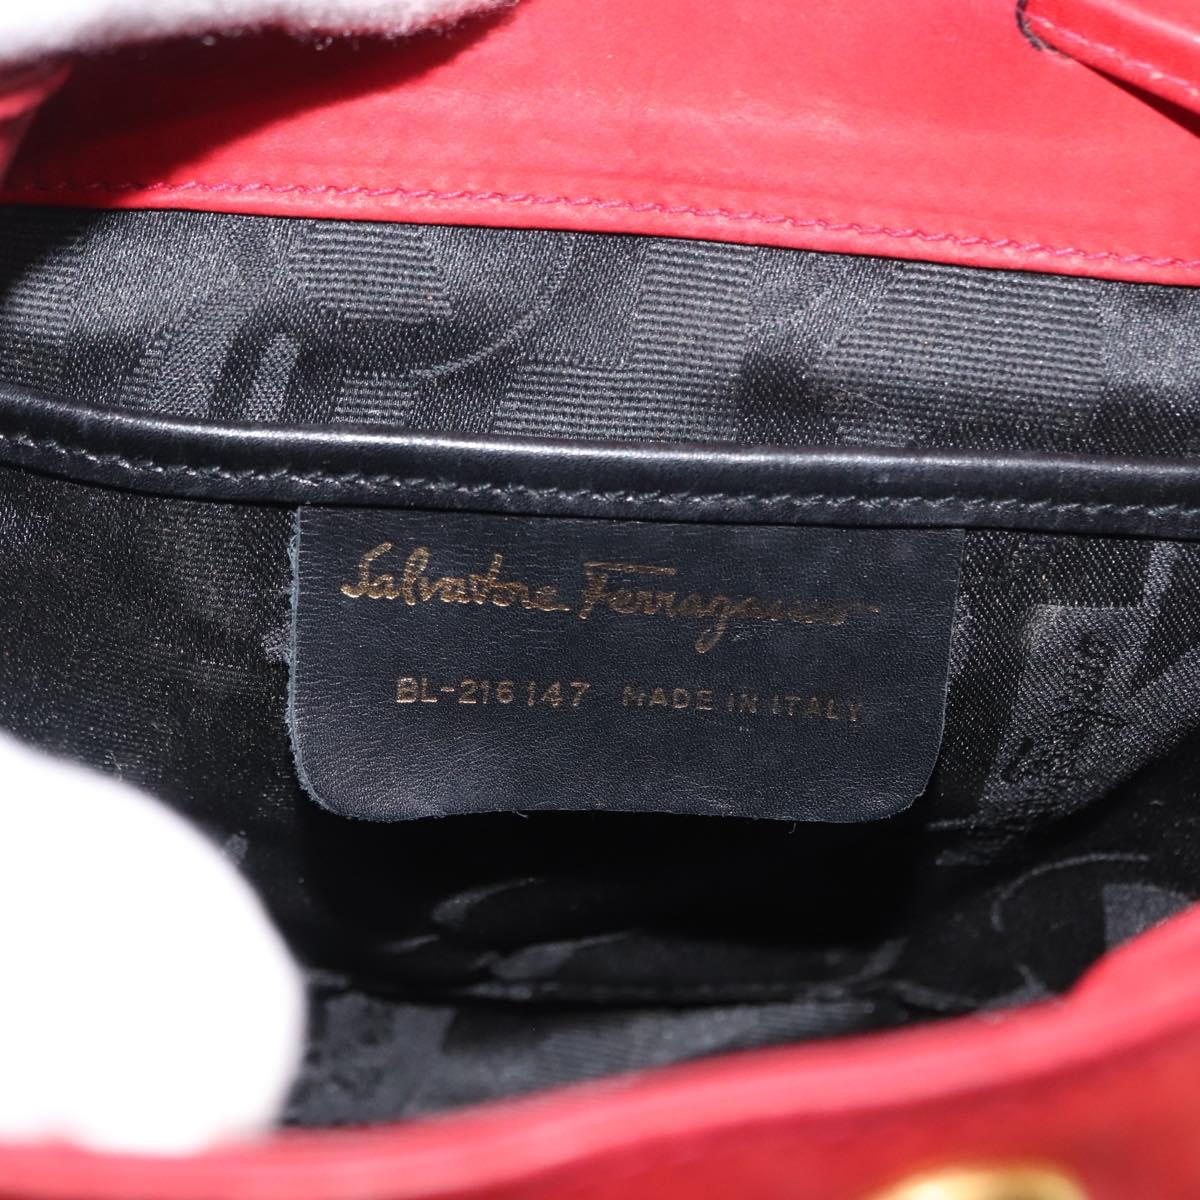 Salvatore Ferragamo
BL-216147 MADE IN ITALY